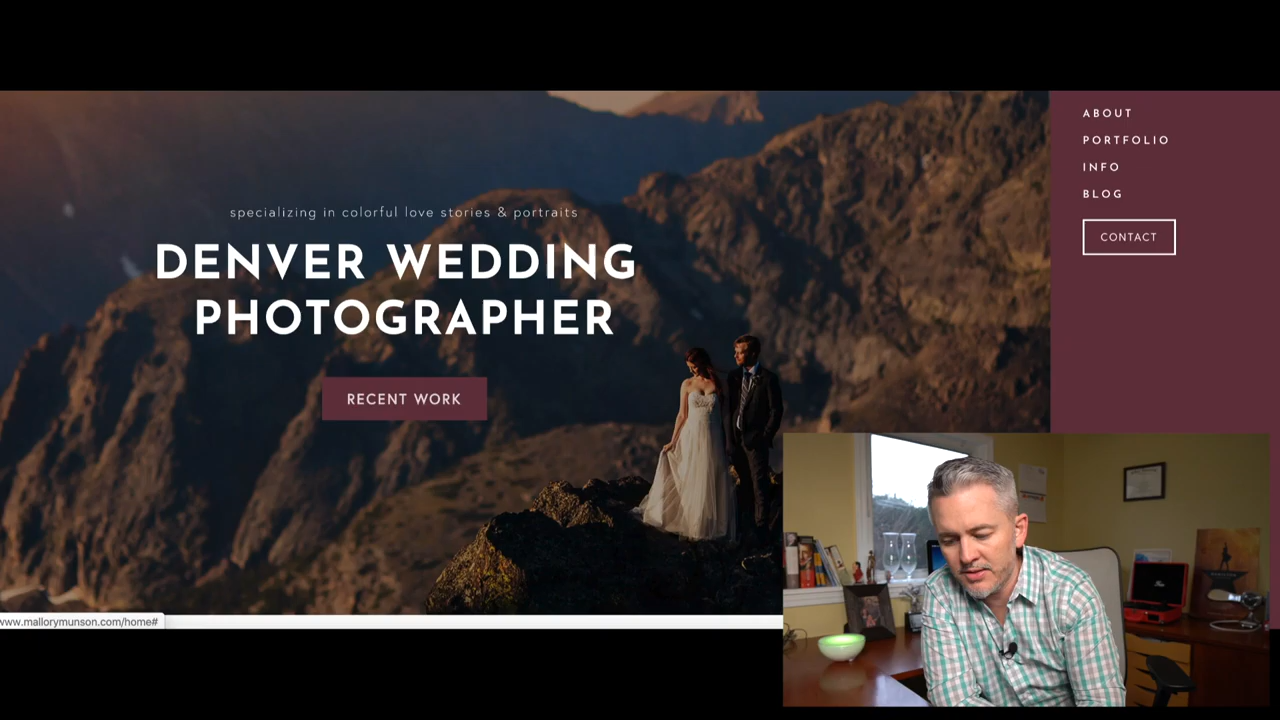 ABOUT
PORTFOLIO
INFO
BLOG
CONTACT
specializing in colorful love stories & portraits
DENVER WEDDING
PHOTOGRAPHER
RECENT WORK
www.mallorymunson.com/home#